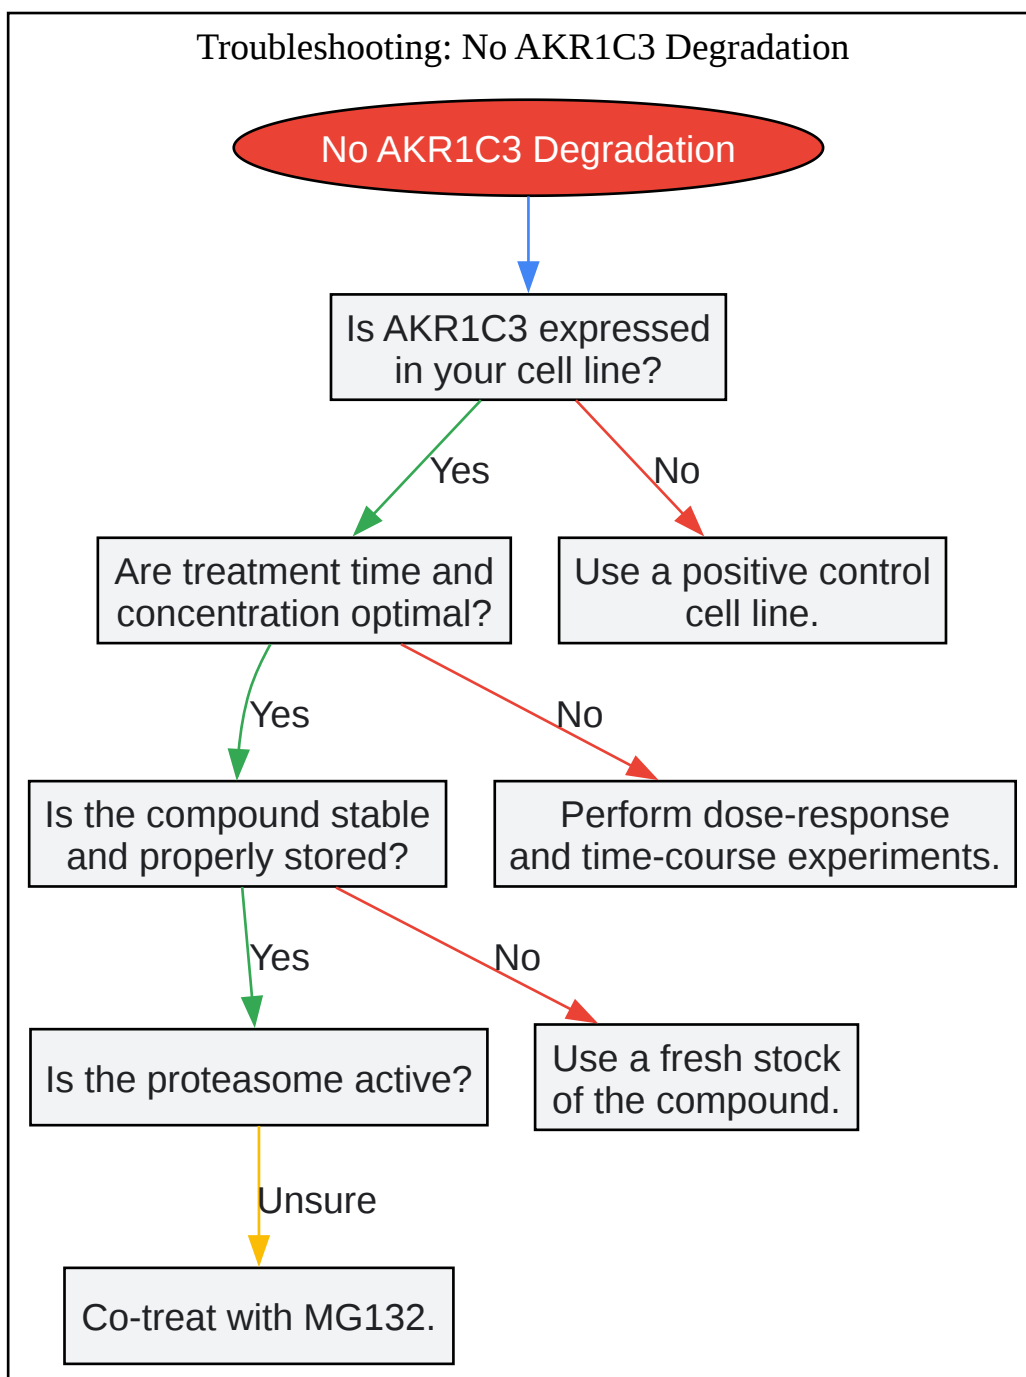 Troubleshooting: No AKR1C3 Degradation
No AKR1C3 Degradation
Is AKR1C3 expressed
in your cell line?
Yes
No
Are treatment time and
concentration optimal?
Use a positive control
cell line.
Yes
No
Is the compound stable
and properly stored?
Perform dose-response
and time-course experiments.
Yes
No
Is the proteasome active?
Use a fresh stock
of the compound.
Unsure
Co-treat with MG132.